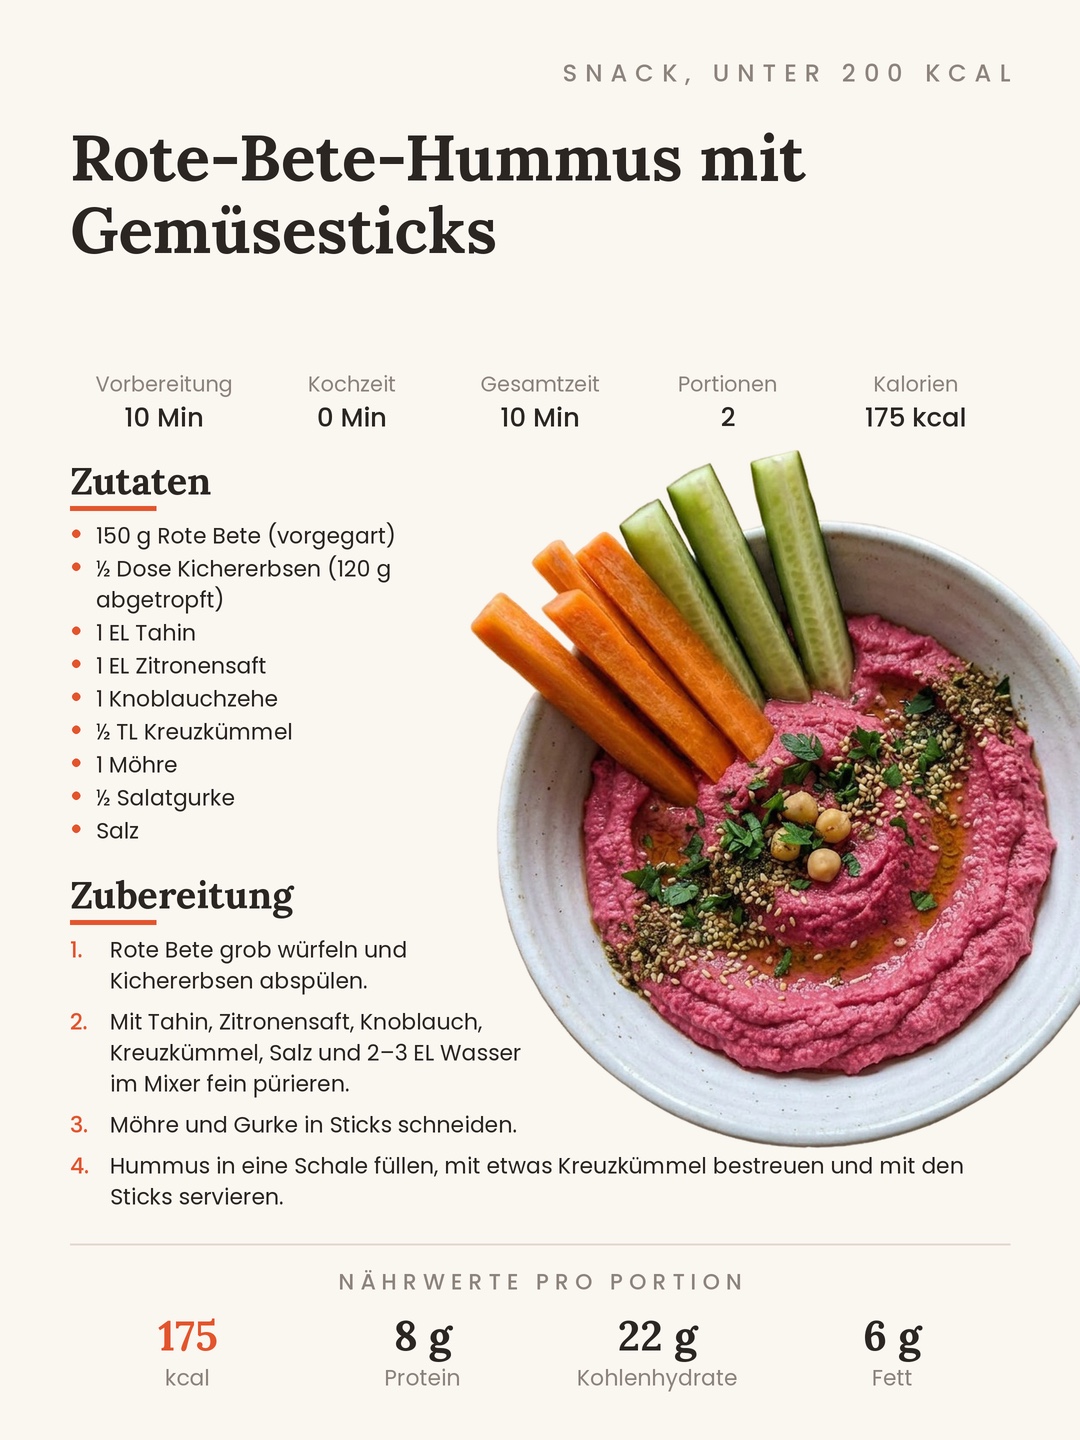 SNACK, UNTER 200 KCAL
Rote-Bete-Hummus mit
Gemüsesticks
Vorbereitung Kochzeit Gesamtzeit Portionen Kalorien
10 Min 0 Min 10 Min 2 175 kcal
Zutaten
• 150 g Rote Bete (vorgegart)
• ½ Dose Kichererbsen (120 g
abgetropft)
• 1 EL Tahin
• 1 EL Zitronensaft
• 1 Knoblauchzehe
• ½ TL Kreuzkümmel
• 1 Möhre
• ½ Salatgurke
• Salz
Zubereitung
1. Rote Bete grob würfeln und
Kichererbsen abspülen.
2. Mit Tahin, Zitronensaft, Knoblauch,
Kreuzkümmel, Salz und 2–3 EL Wasser
im Mixer fein pürieren.
3. Möhre und Gurke in Sticks schneiden.
4. Hummus in eine Schale füllen, mit etwas Kreuzkümmel bestreuen und mit den
Sticks servieren.
NÄHRWERTE PRO PORTION
175 8 g 22 g 6 g
kcal Protein Kohlenhydrate Fett